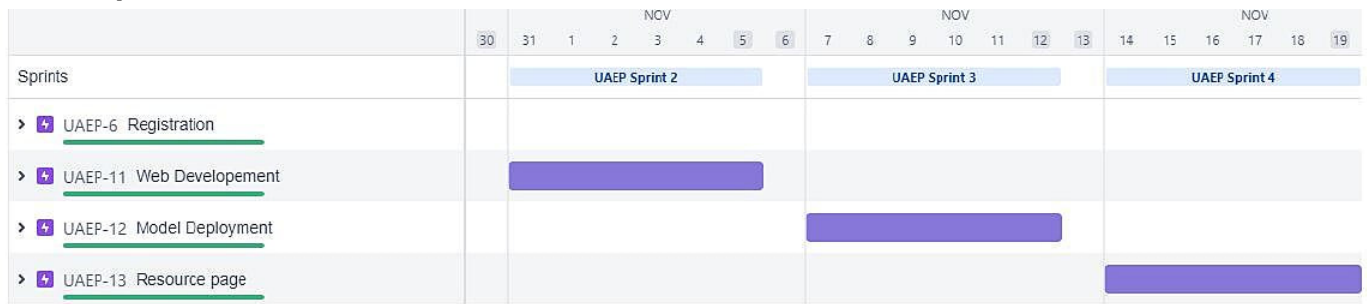 NOV NOV NOV
30 31 1 2 3 4 5 6 7 8 9 10 11 12 13 14 15 16 17 18 19
Sprints UAEP Sprint 2 UAEP Sprint 3 UAEP Sprint 4
UAEP-6 Registration
UAEP-11 Web Developement
UAEP-12 Model Deployment
UAEP-13 Resource page